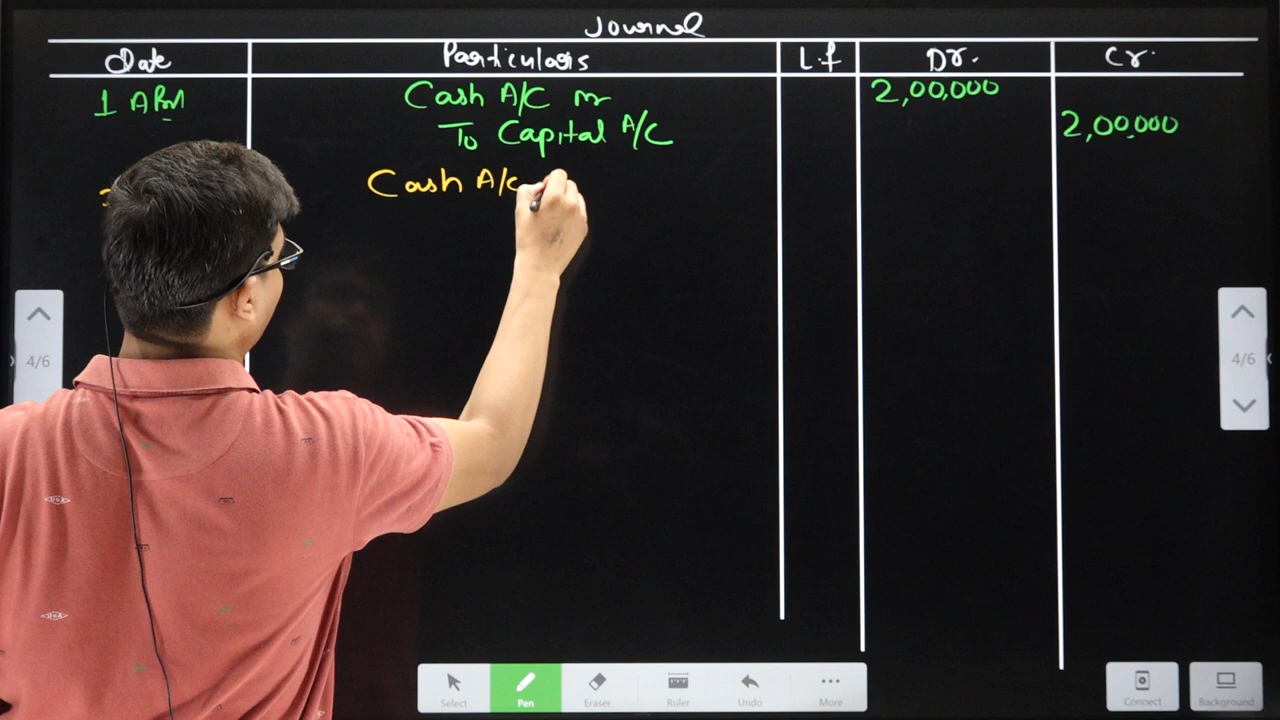 Journal
Date Particulars L.f Dr. Cr.
1 April Cash A/C Dr 2,00,000
To Capital A/C 2,00,000
Cash A/c
4/6 4/6
Select Pen Eraser Ruler Undo More Connect Background